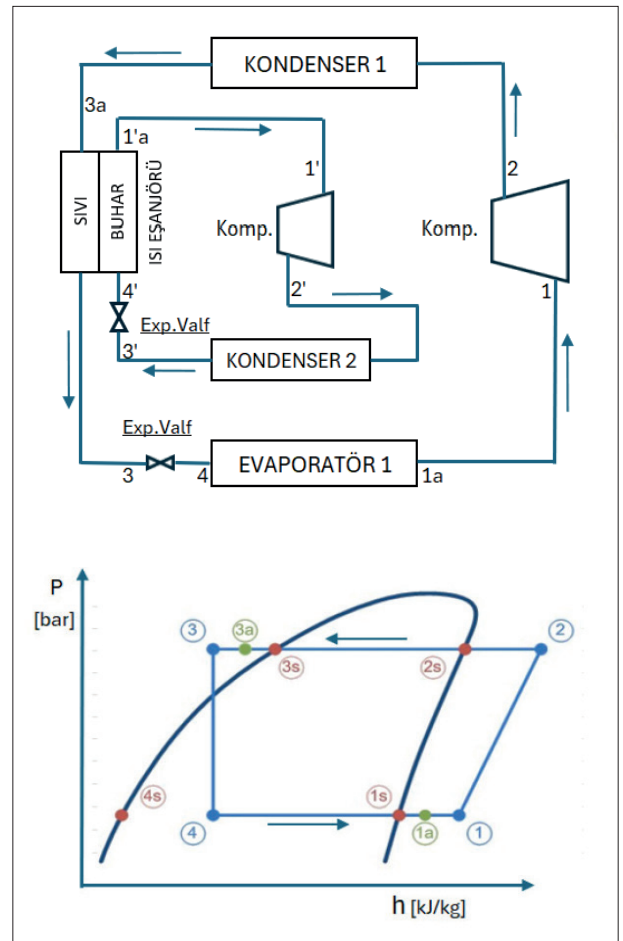 KONDENSER 1
3a
1'a
1'
2
SIVI
BUHAR
ISI EŞANJÖRÜ
Komp.
Komp.
4'
2'
1
Exp.Valf
3'
KONDENSER 2
Exp.Valf
3
4
EVAPORATÖR 1
1a
P
[bar]
3
3a
3s
2s
2
4s
1s
4
1a
1
h [kJ/kg]